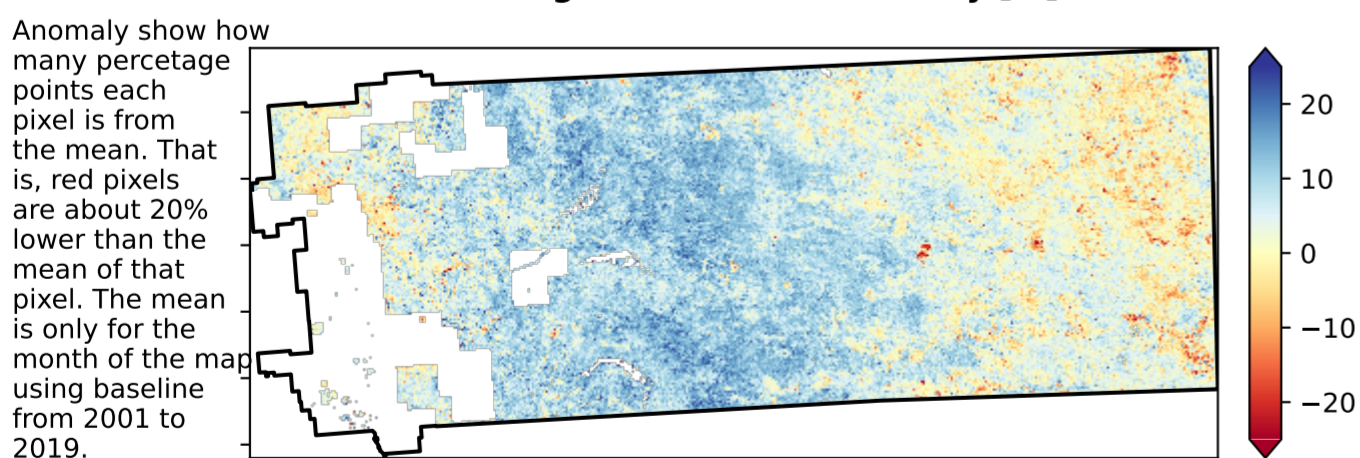 Anomaly show how
many percetage
points each
pixel is from
the mean. That
is, red pixels
are about 20%
lower than the
mean of that
pixel. The mean
is only for the
month of the map
using baseline
from 2001 to
2019.
20
10
0
−10
−20